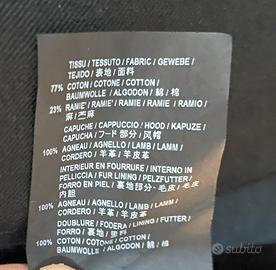 TISSU / TESSUTO / FABRIC / GEWEBE /
TEJIDO / 裏地 / 面料
77% COTON / COTONE / COTTON /
BAUMWOLLE / ALGODON / 綿 / 棉
23% RAMIE' / RAMIE' / RAMIE / RAMIE / RAMIO /
麻 / 苎麻
CAPUCHE / CAPPUCCIO / HOOD / KAPUZE /
CAPUCHA / フード部分 / 风帽
100% AGNEAU / AGNELLO / LAMB / LAMM /
CORDERO / 羊革 / 羊皮革
INTERIEUR EN FOURRURE / INTERNO IN
PELLICCIA / FUR LINING / PELZFUTTER /
FORRO EN PIEL / 裏地部分-毛皮 / 毛皮
内胆
100% AGNEAU / AGNELLO / LAMB / LAMM /
CORDERO / 羊革 / 羊皮革
DOUBLURE / FODERA / LINING / FUTTER /
FORRO / 裏地 / 里料
100% COTON / COTONE / COTTON /
BAUMWOLLE / ALGODON / 綿 / 棉
subito